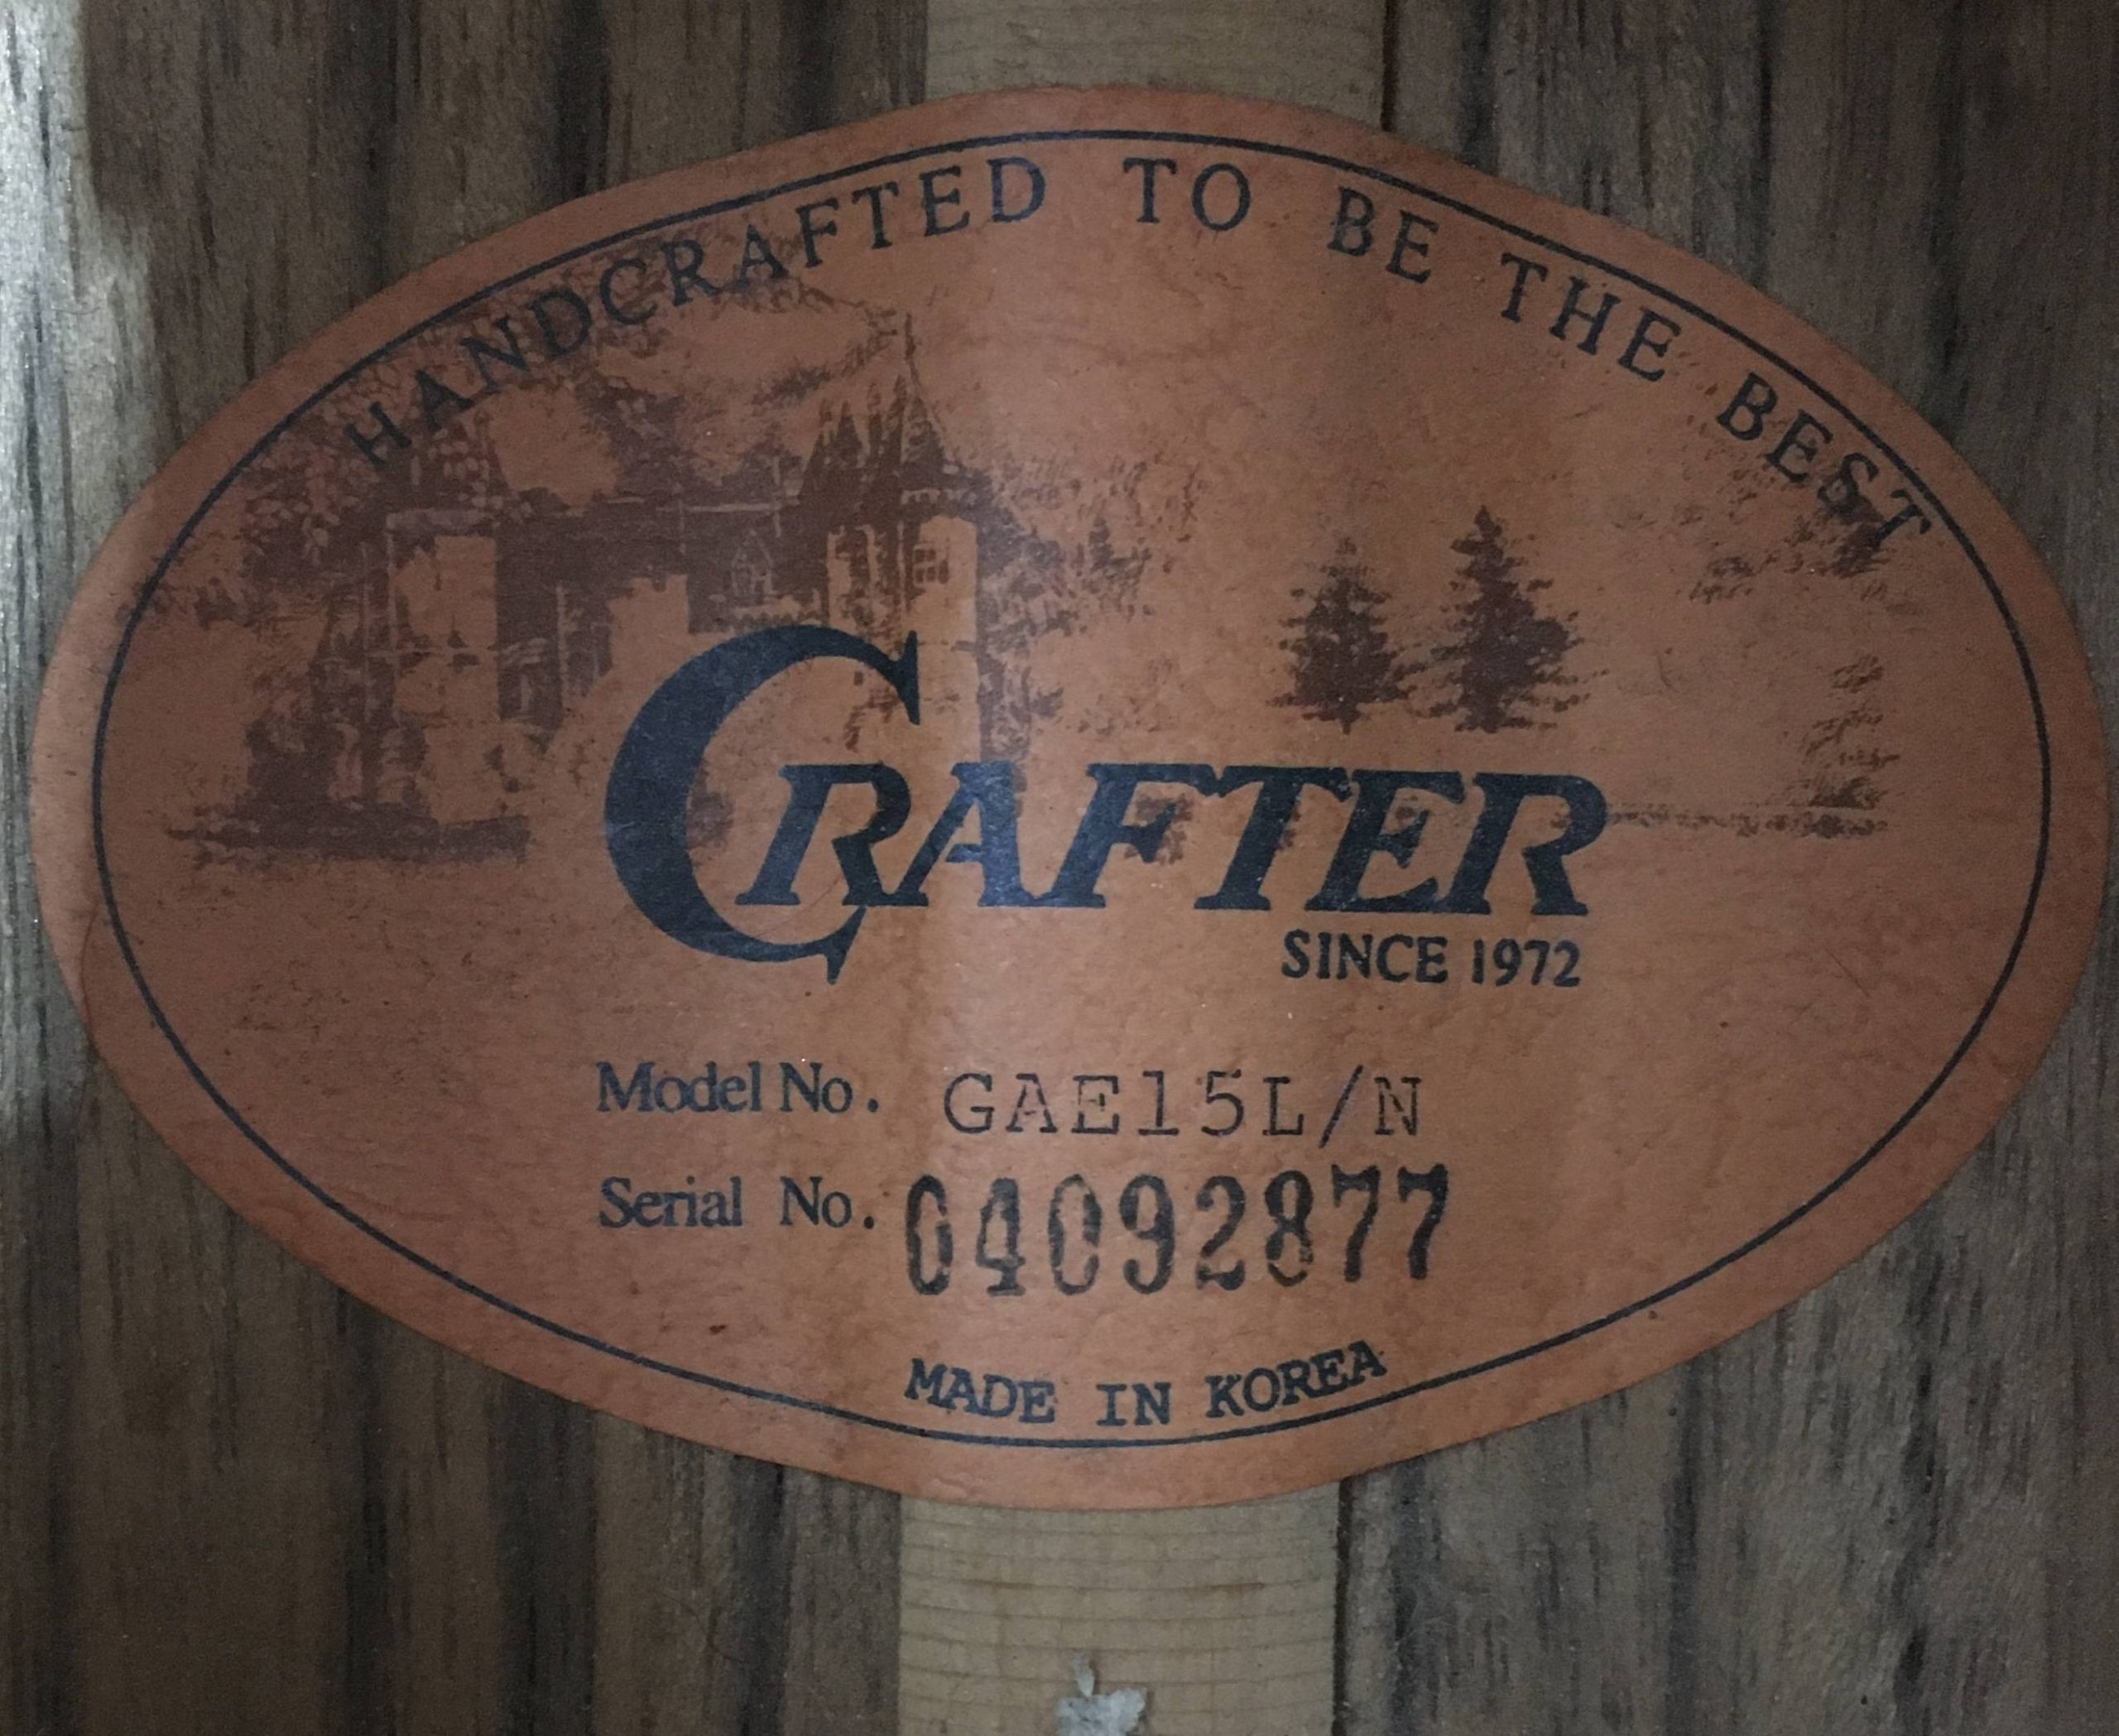 HANDCRAFTED TO BE THE BEST
CRAFTER
SINCE 1972
Model No. GAE15L/N
Serial No. 04092877
MADE IN KOREA